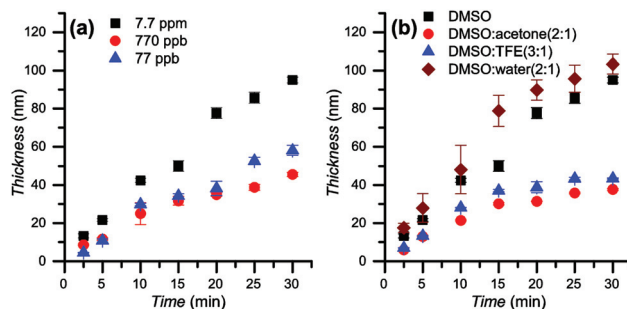 (a)
7.7 ppm
770 ppb
77 ppb
Thickness (nm)
120
100
80
60
40
20
0
0 5 10 15 20 25 30
Time (min)
(b)
DMSO
DMSO:acetone(2:1)
DMSO:TFE(3:1)
DMSO:water(2:1)
Thickness (nm)
120
100
80
60
40
20
0
0 5 10 15 20 25 30
Time (min)